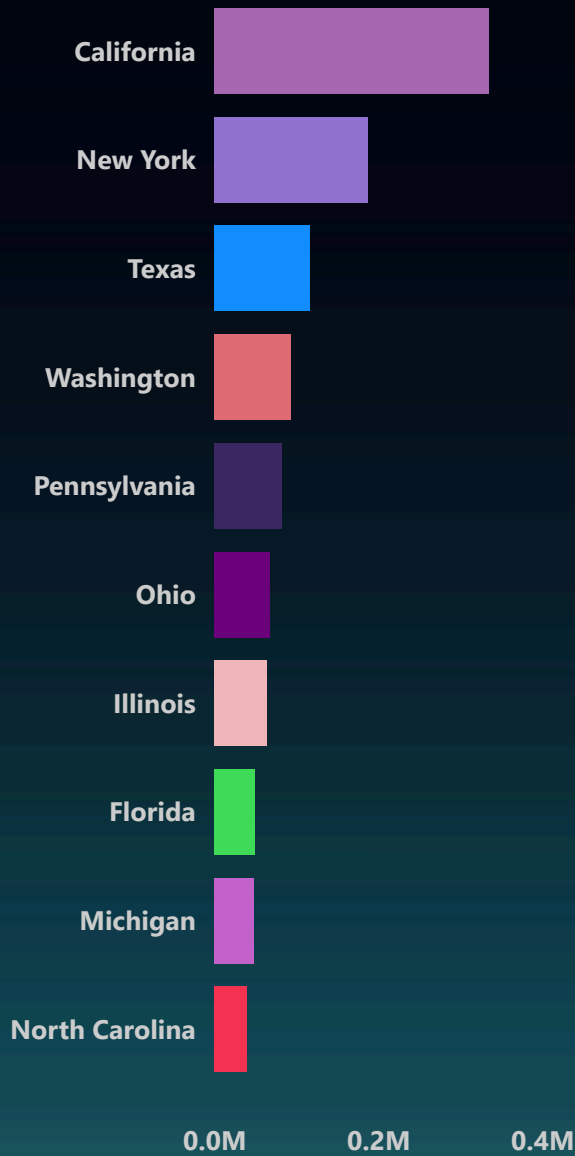 California
New York
Texas
Washington
Pennsylvania
Ohio
Illinois
Florida
Michigan
North Carolina
0.0M 0.2M 0.4M